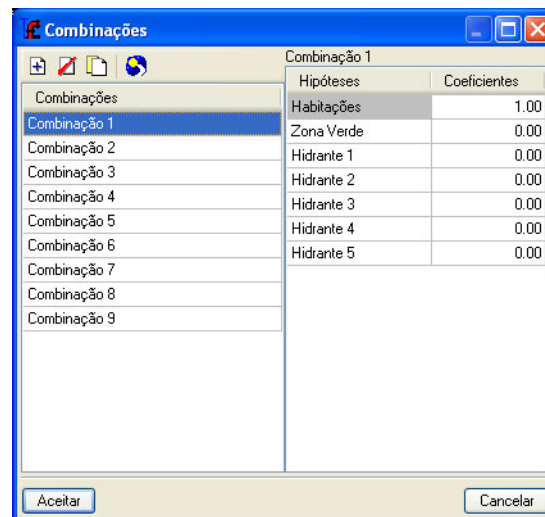 Combinações
Combinações
Combinação 1
Combinação 2
Combinação 3
Combinação 4
Combinação 5
Combinação 6
Combinação 7
Combinação 8
Combinação 9
Combinação 1
Hipóteses Coeficientes
Habitações 1.00
Zona Verde 0.00
Hidrante 1 0.00
Hidrante 2 0.00
Hidrante 3 0.00
Hidrante 4 0.00
Hidrante 5 0.00
Aceitar Cancelar